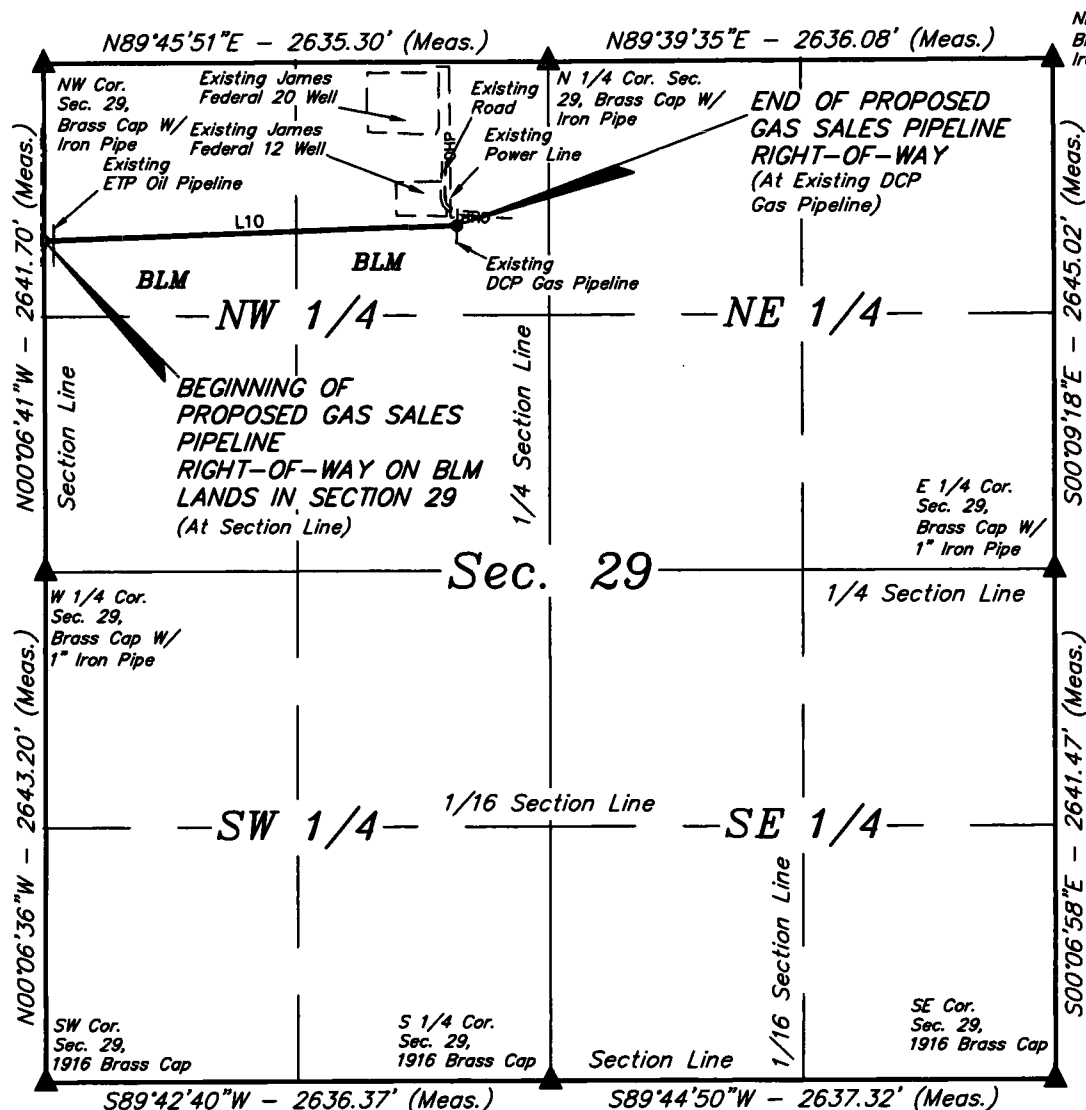 N89°45'51"E - 2635.30' (Meas.)
N89°39'35"E - 2636.08' (Meas.)
NW Cor.
Sec. 29,
Brass Cap W/
Iron Pipe
Existing James
Federal 20 Well
Existing James
Federal 12 Well
Existing
ETP Oil Pipeline
Existing
Road
Existing
Power Line
OHP
N 1/4 Cor. Sec.
29, Brass Cap W/
Iron Pipe
END OF PROPOSED
GAS SALES PIPELINE
RIGHT-OF-WAY
(At Existing DCP
Gas Pipeline)
L10
BLM
BLM
Existing
DCP Gas Pipeline
N00°06'41"W - 2641.70' (Meas.)
Section Line
NW 1/4
NE 1/4
S00°09'18"E - 2645.02' (Meas.)
BEGINNING OF
PROPOSED GAS SALES
PIPELINE
RIGHT-OF-WAY ON BLM
LANDS IN SECTION 29
(At Section Line)
1/4 Section Line
E 1/4 Cor.
Sec. 29,
Brass Cap W/
1" Iron Pipe
Sec. 29
1/4 Section Line
W 1/4 Cor.
Sec. 29,
Brass Cap W/
1" Iron Pipe
N00°06'36"W - 2643.20' (Meas.)
1/16 Section Line
SW 1/4
SE 1/4
1/16 Section Line
S00°06'58"E - 2641.47' (Meas.)
SW Cor.
Sec. 29,
1916 Brass Cap
S 1/4 Cor.
Sec. 29,
1916 Brass Cap
Section Line
SE Cor.
Sec. 29,
1916 Brass Cap
S89°42'40"W - 2636.37' (Meas.)
S89°44'50"W - 2637.32' (Meas.)